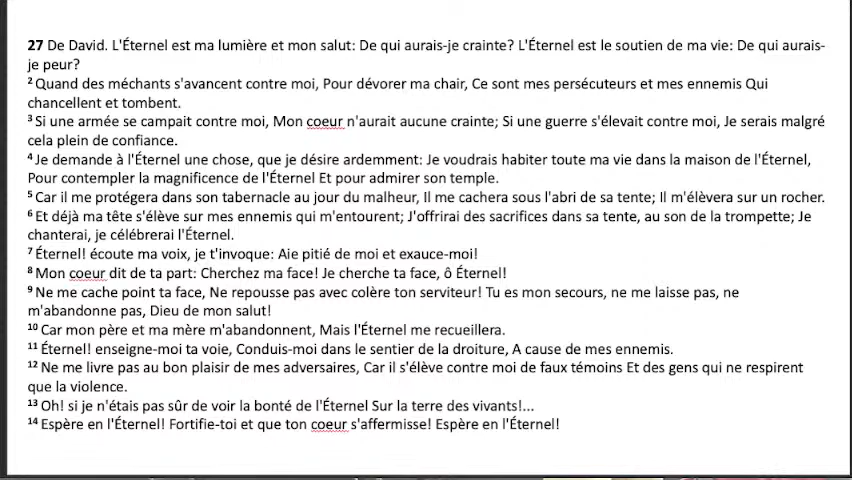 27 De David. L'Éternel est ma lumière et mon salut: De qui aurais-je crainte? L'Éternel est le soutien de ma vie: De qui aurais-
je peur?
2 Quand des méchants s'avancent contre moi, Pour dévorer ma chair, Ce sont mes persécuteurs et mes ennemis Qui
chancellent et tombent.
3 Si une armée se campait contre moi, Mon coeur n'aurait aucune crainte; Si une guerre s'élevait contre moi, Je serais malgré
cela plein de confiance.
4 Je demande à l'Éternel une chose, que je désire ardemment: Je voudrais habiter toute ma vie dans la maison de l'Éternel,
Pour contempler la magnificence de l'Éternel Et pour admirer son temple.
5 Car il me protégera dans son tabernacle au jour du malheur, Il me cachera sous l'abri de sa tente; Il m'élèvera sur un rocher.
6 Et déjà ma tête s'élève sur mes ennemis qui m'entourent; J'offrirai des sacrifices dans sa tente, au son de la trompette; Je
chanterai, je célébrerai l'Éternel.
7 Éternel! écoute ma voix, je t'invoque: Aie pitié de moi et exauce-moi!
8 Mon coeur dit de ta part: Cherchez ma face! Je cherche ta face, ô Éternel!
9 Ne me cache point ta face, Ne repousse pas avec colère ton serviteur! Tu es mon secours, ne me laisse pas, ne
m'abandonne pas, Dieu de mon salut!
10 Car mon père et ma mère m'abandonnent, Mais l'Éternel me recueillera.
11 Éternel! enseigne-moi ta voie, Conduis-moi dans le sentier de la droiture, A cause de mes ennemis.
12 Ne me livre pas au bon plaisir de mes adversaires, Car il s'élève contre moi de faux témoins Et des gens qui ne respirent
que la violence.
13 Oh! si je n'étais pas sûr de voir la bonté de l'Éternel Sur la terre des vivants!...
14 Espère en l'Éternel! Fortifie-toi et que ton coeur s'affermisse! Espère en l'Éternel!